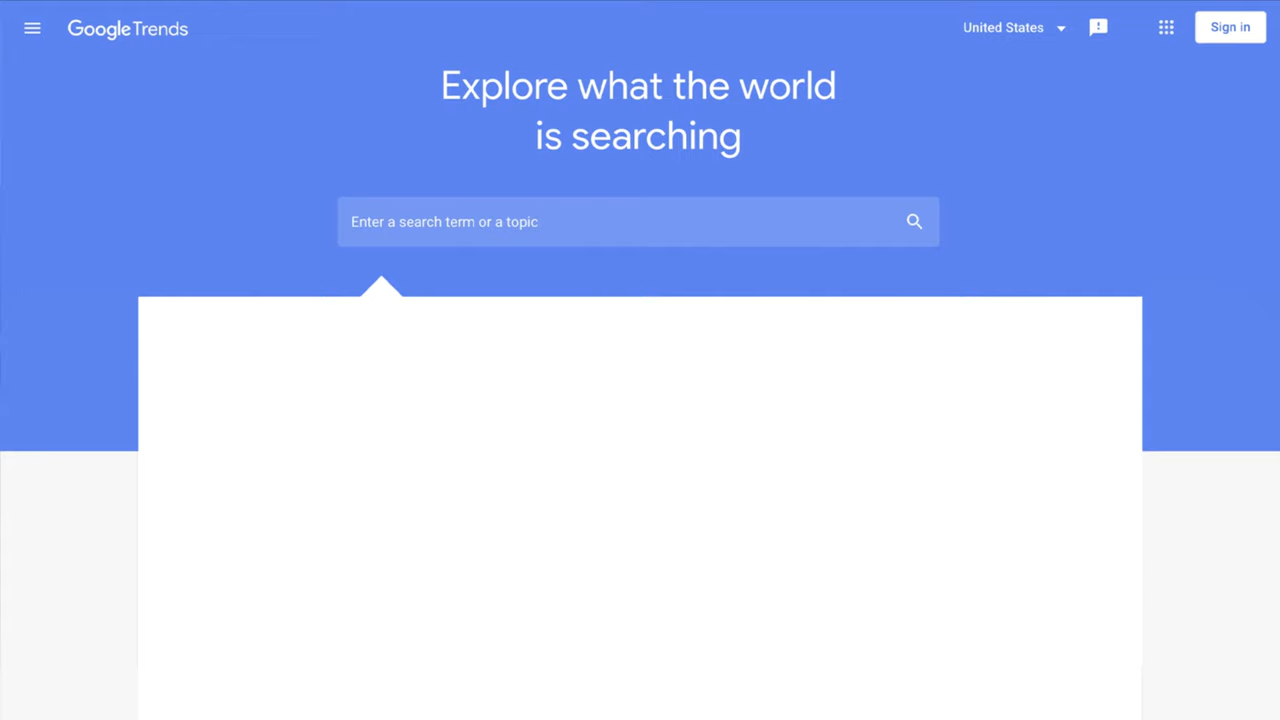 Google Trends
United States
Sign in
Explore what the world
is searching
Enter a search term or a topic